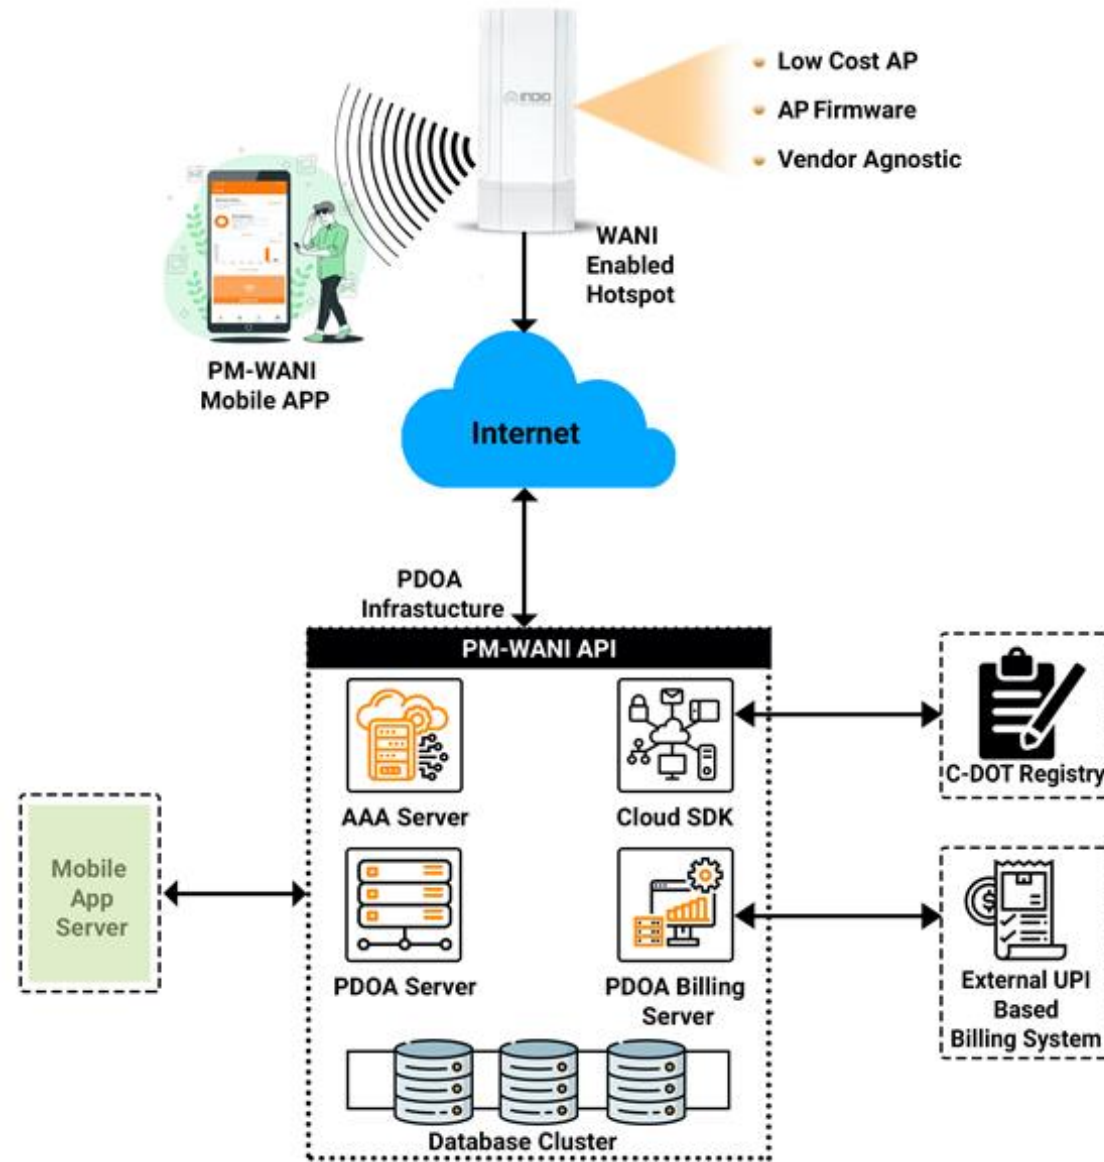 INDIO
Low Cost AP
AP Firmware
Vendor Agnostic
WANI
Enabled
Hotspot
PM-WANI
Mobile APP
Internet
PDOA
Infrastucture
PM-WANI API
AAA Server
Cloud SDK
C-DOT Registry
Mobile
App
Server
PDOA Server
PDOA Billing
Server
External UPI
Based
Billing System
Database Cluster